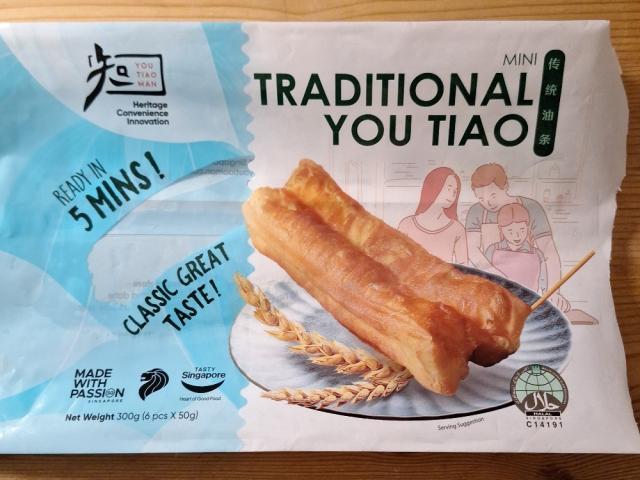 知
YOU
TIAO
MAN
Heritage
Convenience
Innovation
READY IN
5 MINS!
CLASSIC GREAT
TASTE!
MINI
TRADITIONAL
YOU TIAO
传统油条
MADE
WITH
PASSION
SINGAPORE
TASTY
Singapore
Heart of Good Food
Net Weight 300g (6 pcs X 50g)
Serving Suggestion
HALAL
SINGAPORE
C14191